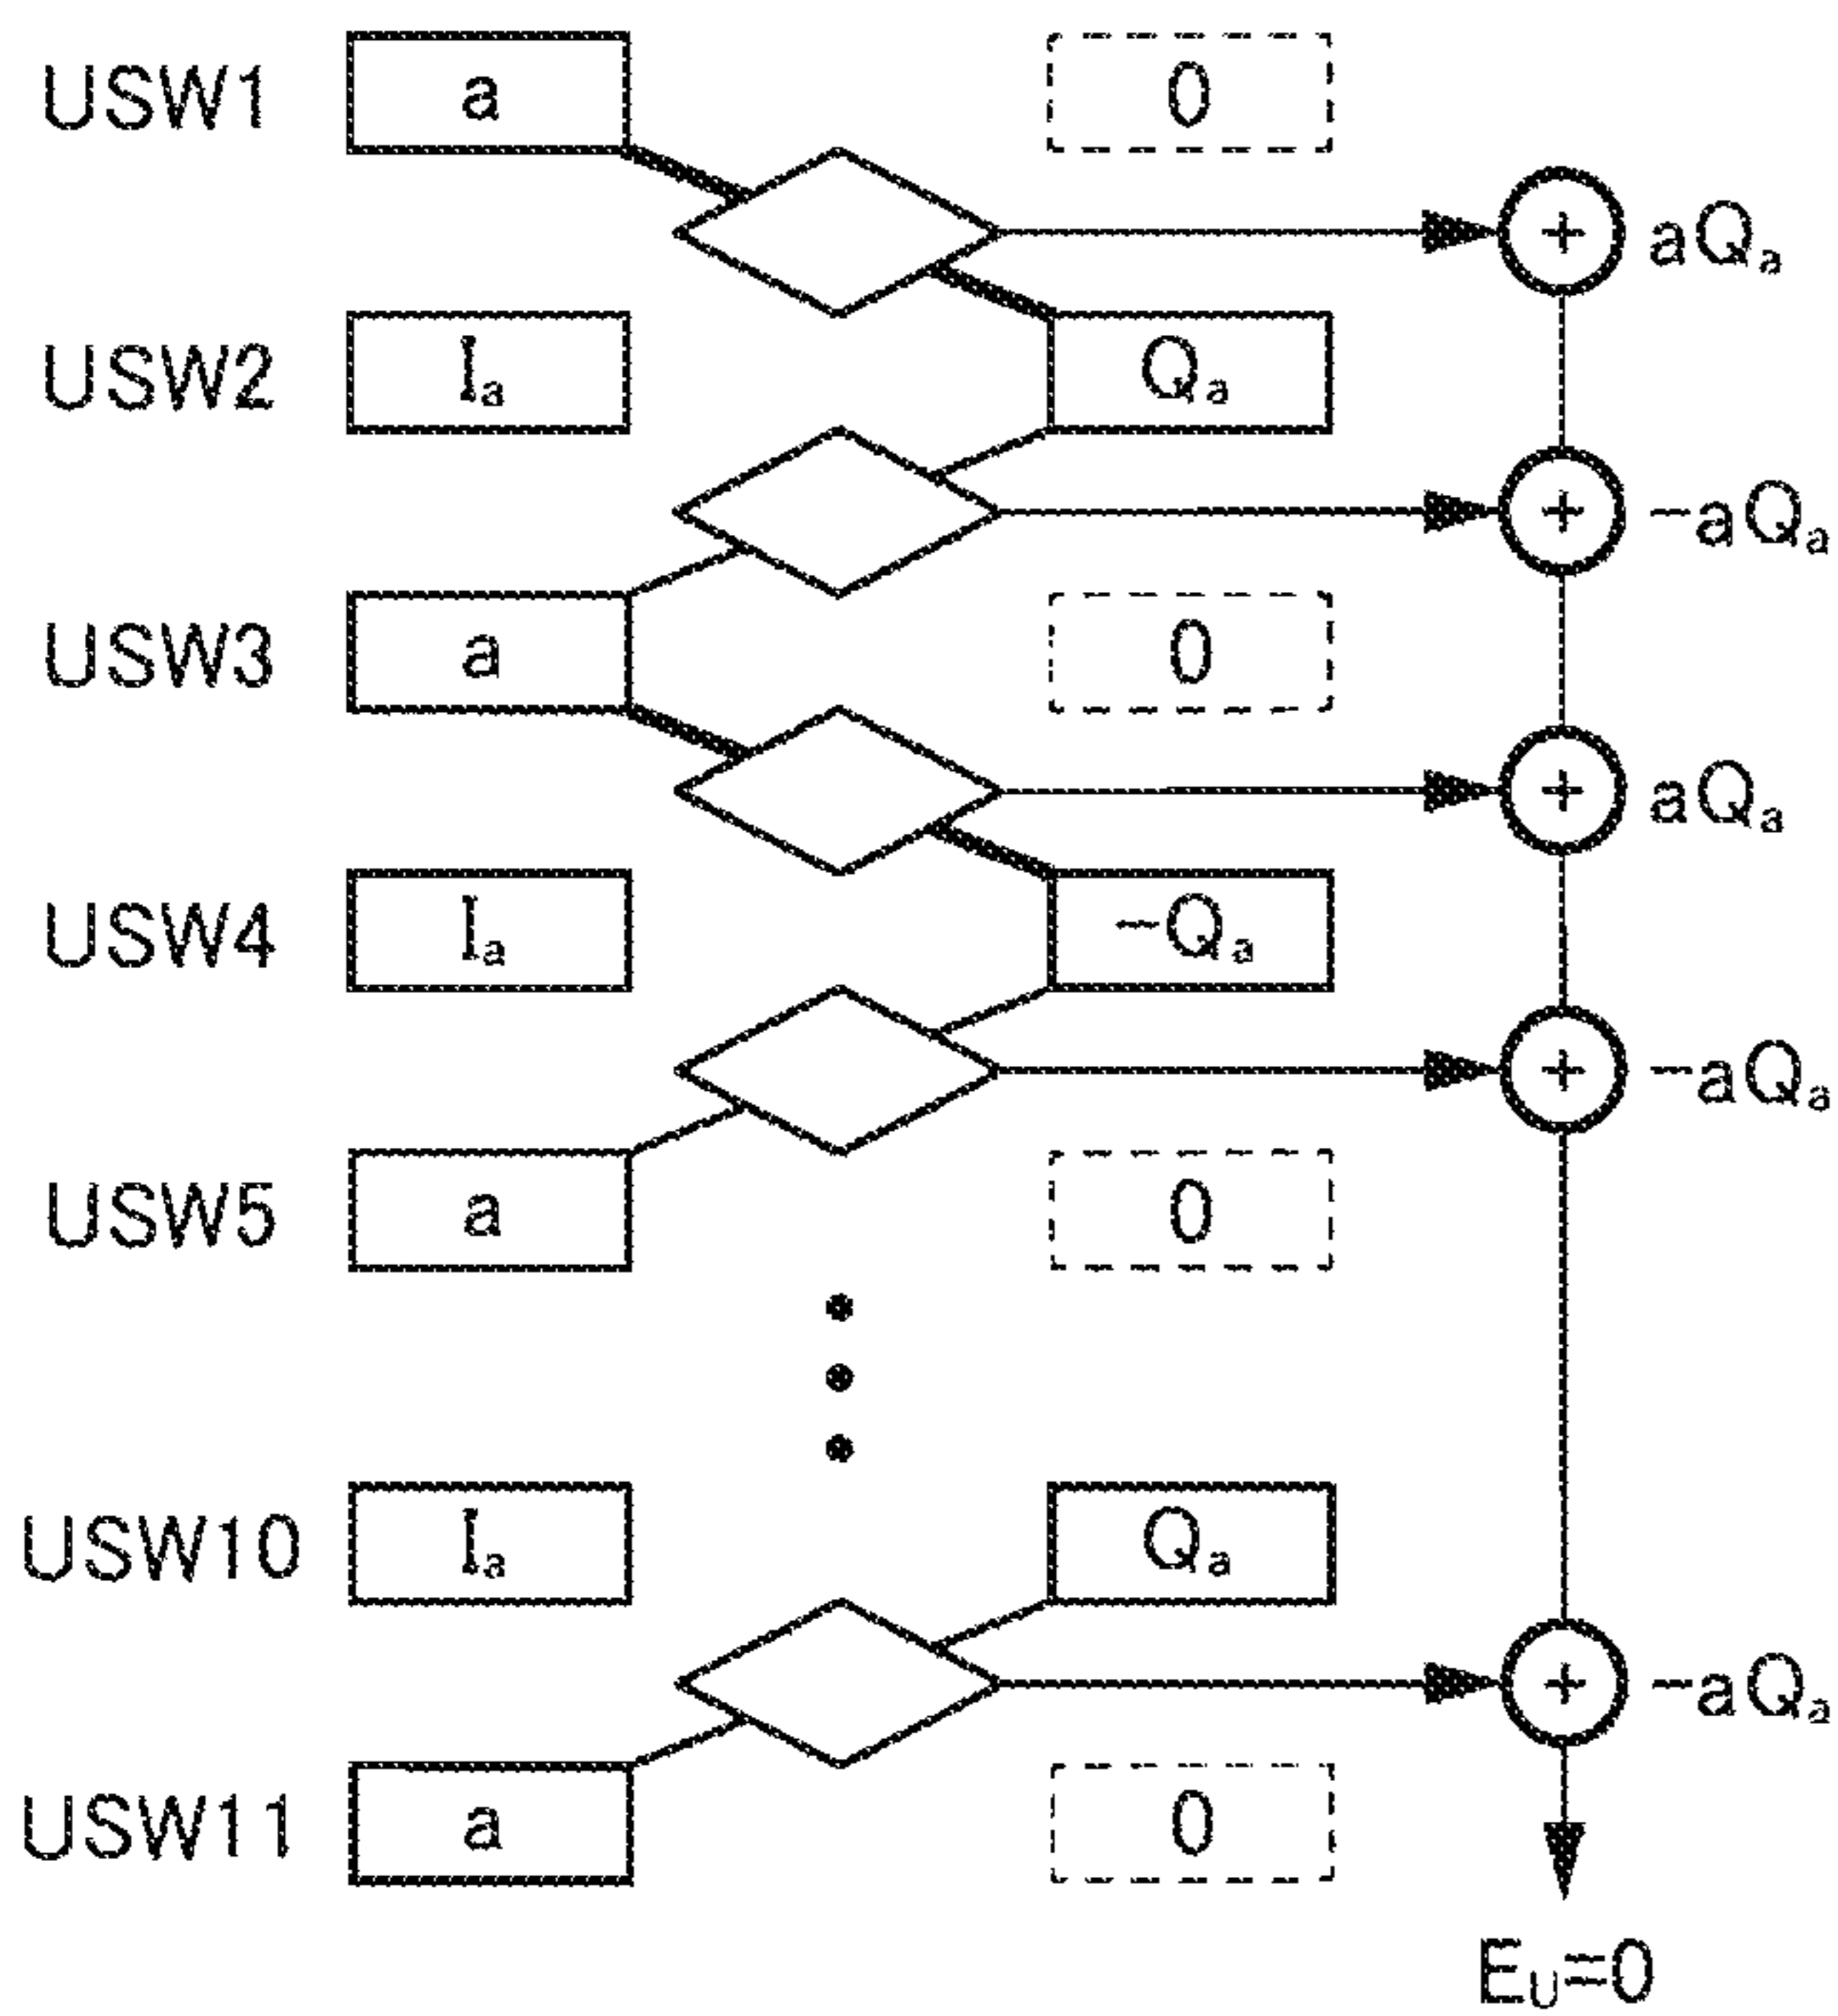 USW1 a 0
+ aQₐ
USW2 Iₐ Qₐ
+ -aQₐ
USW3 a 0
+ aQₐ
USW4 Iₐ -Qₐ
+ -aQₐ
USW5 a 0
USW10 Iₐ Qₐ
+ -aQₐ
USW11 a 0
E_U=0